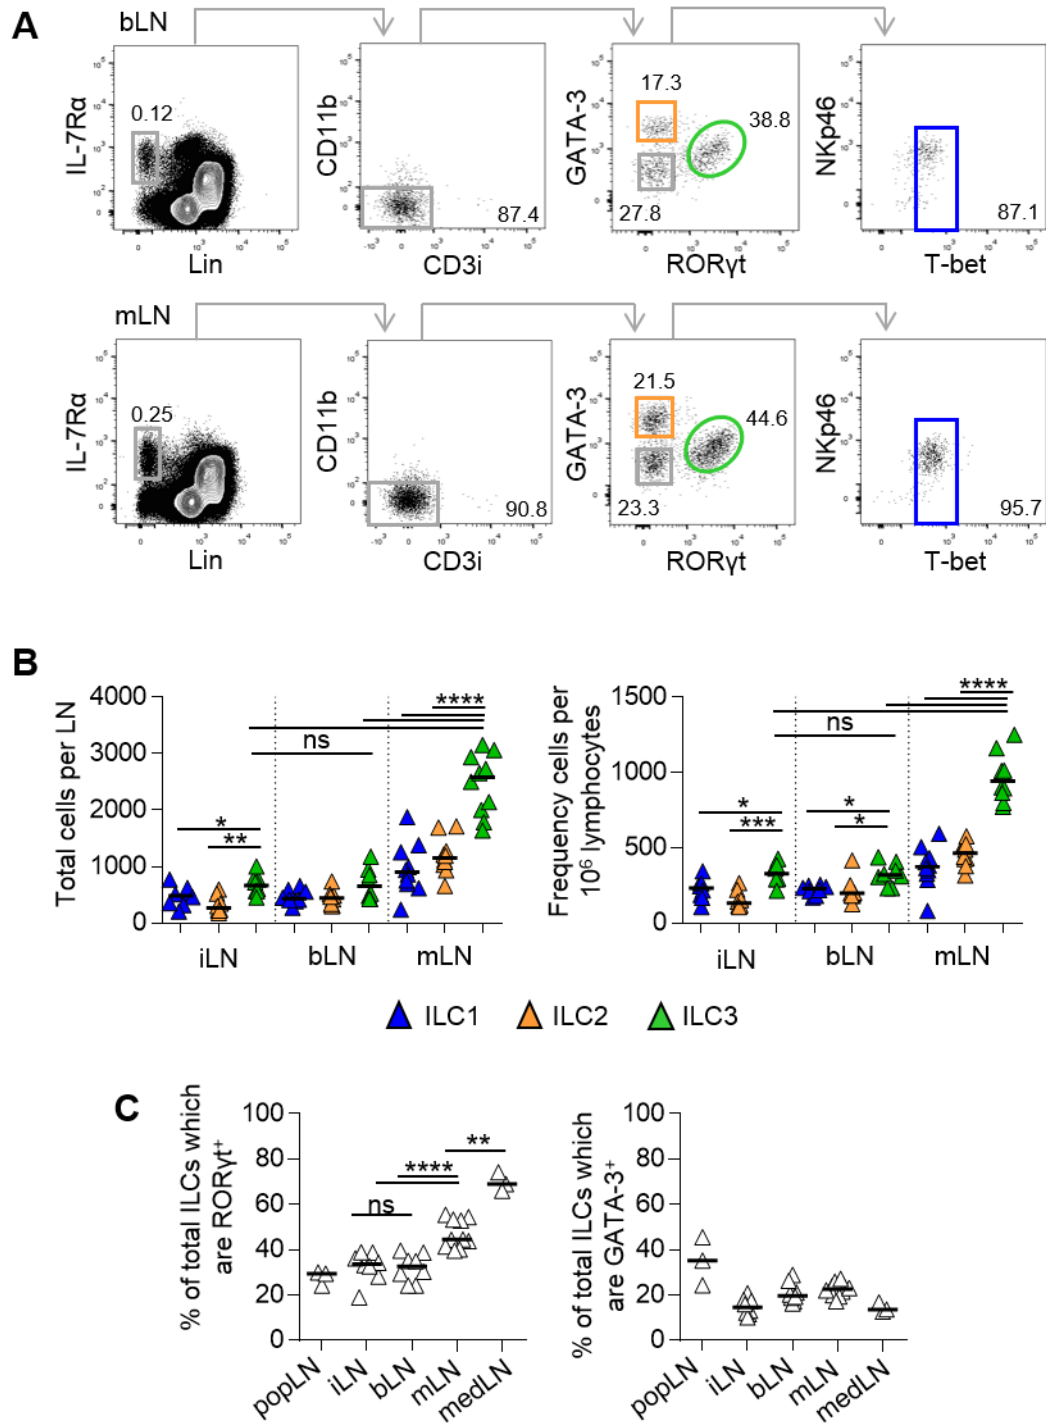 A
bLN
IL-7Rα
0.12
Lin
CD11b
87.4
CD3i
GATA-3
17.3
38.8
27.8
RORγt
NKp46
87.1
T-bet
mLN
IL-7Rα
0.25
Lin
CD11b
90.8
CD3i
GATA-3
21.5
44.6
23.3
RORγt
NKp46
95.7
T-bet
B
Total cells per LN
4000
3000
2000
1000
0
****
ns
*
**
iLN
bLN
mLN
Frequency cells per
10⁶ lymphocytes
1500
1000
500
0
****
ns
*
***
*
*
iLN
bLN
mLN
ILC1
ILC2
ILC3
C
% of total ILCs which
are RORγt⁺
100
80
60
40
20
0
**
****
ns
popLN
iLN
bLN
mLN
medLN
% of total ILCs which
are GATA-3⁺
100
80
60
40
20
0
popLN
iLN
bLN
mLN
medLN